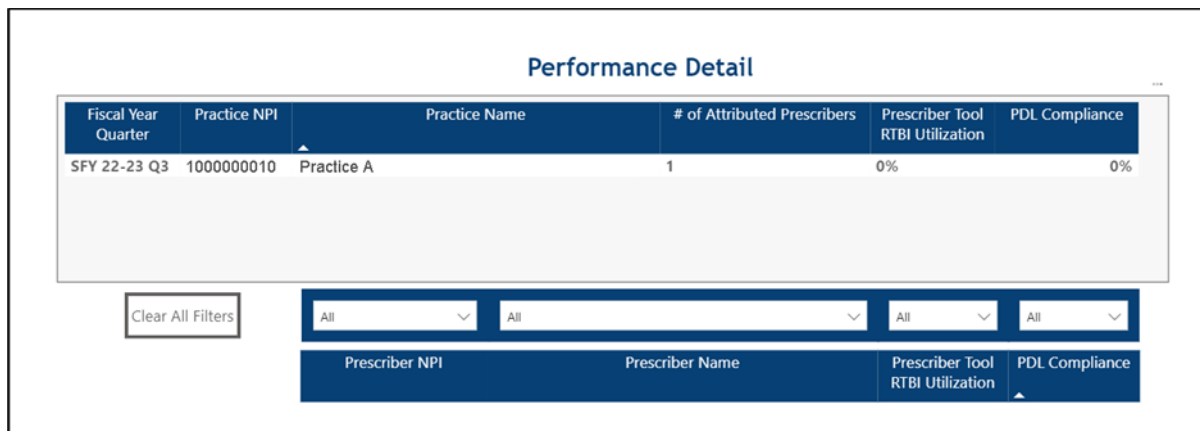 Performance Detail
...
Fiscal Year Quarter Practice NPI Practice Name # of Attributed Prescribers Prescriber Tool RTBI Utilization PDL Compliance
SFY 22-23 Q3 1000000010 Practice A 1 0% 0%
Clear All Filters All All All All
Prescriber NPI Prescriber Name Prescriber Tool RTBI Utilization PDL Compliance